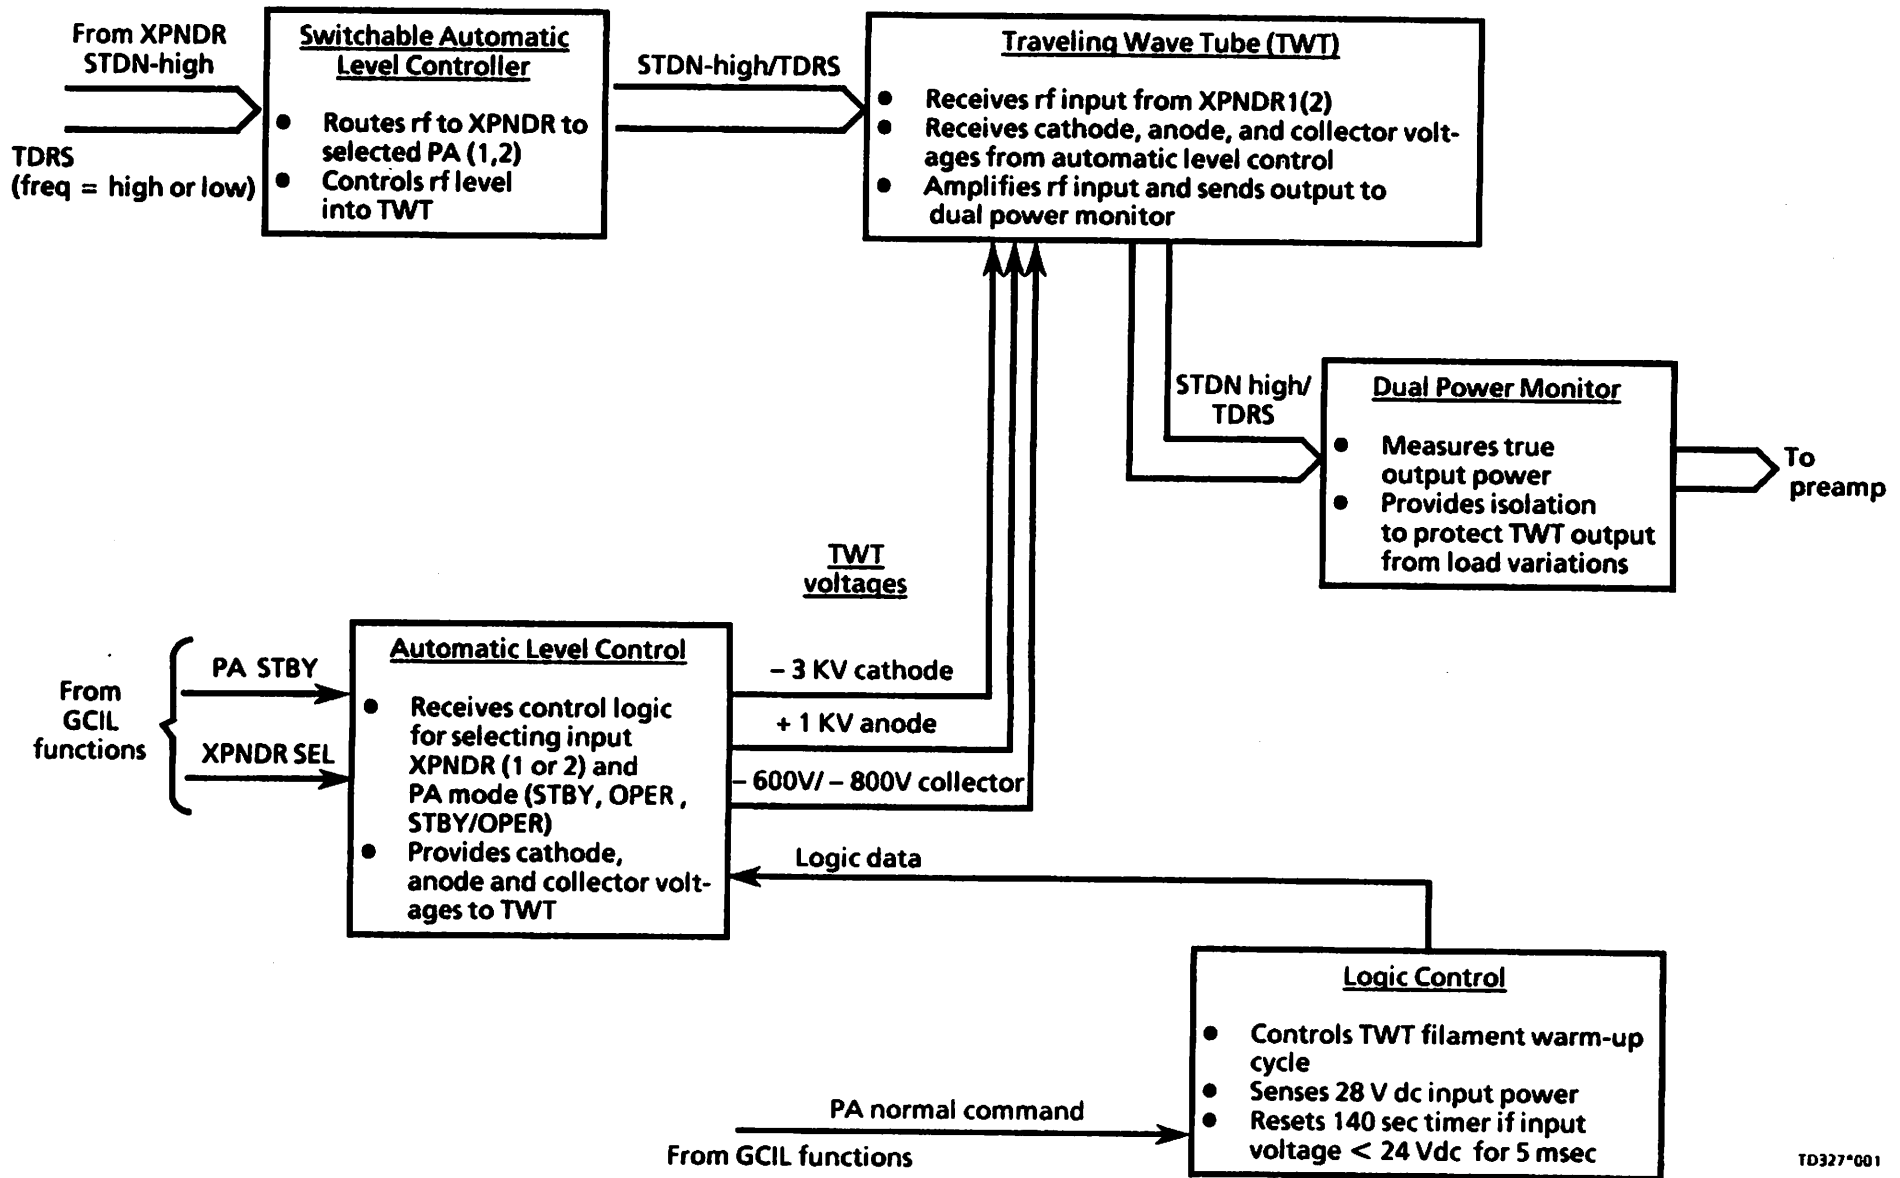 From XPNDR
STDN-high
TDRS
(freq = high or low)
Switchable Automatic
Level Controller
● Routes rf to XPNDR to
selected PA (1,2)
● Controls rf level
into TWT
STDN-high/TDRS
Traveling Wave Tube (TWT)
● Receives rf input from XPNDR1(2)
● Receives cathode, anode, and collector volt-
ages from automatic level control
● Amplifies rf input and sends output to
dual power monitor
STDN high/
TDRS
Dual Power Monitor
● Measures true
output power
● Provides isolation
to protect TWT output
from load variations
To
preamp
TWT
voltages
From
GCIL
functions
PA STBY
XPNDR SEL
Automatic Level Control
● Receives control logic
for selecting input
XPNDR (1 or 2) and
PA mode (STBY, OPER,
STBY/OPER)
● Provides cathode,
anode and collector volt-
ages to TWT
– 3 KV cathode
+ 1 KV anode
– 600V/ – 800V collector
Logic data
Logic Control
● Controls TWT filament warm-up
cycle
● Senses 28 V dc input power
● Resets 140 sec timer if input
voltage < 24 Vdc for 5 msec
PA normal command
From GCIL functions
TD327*001